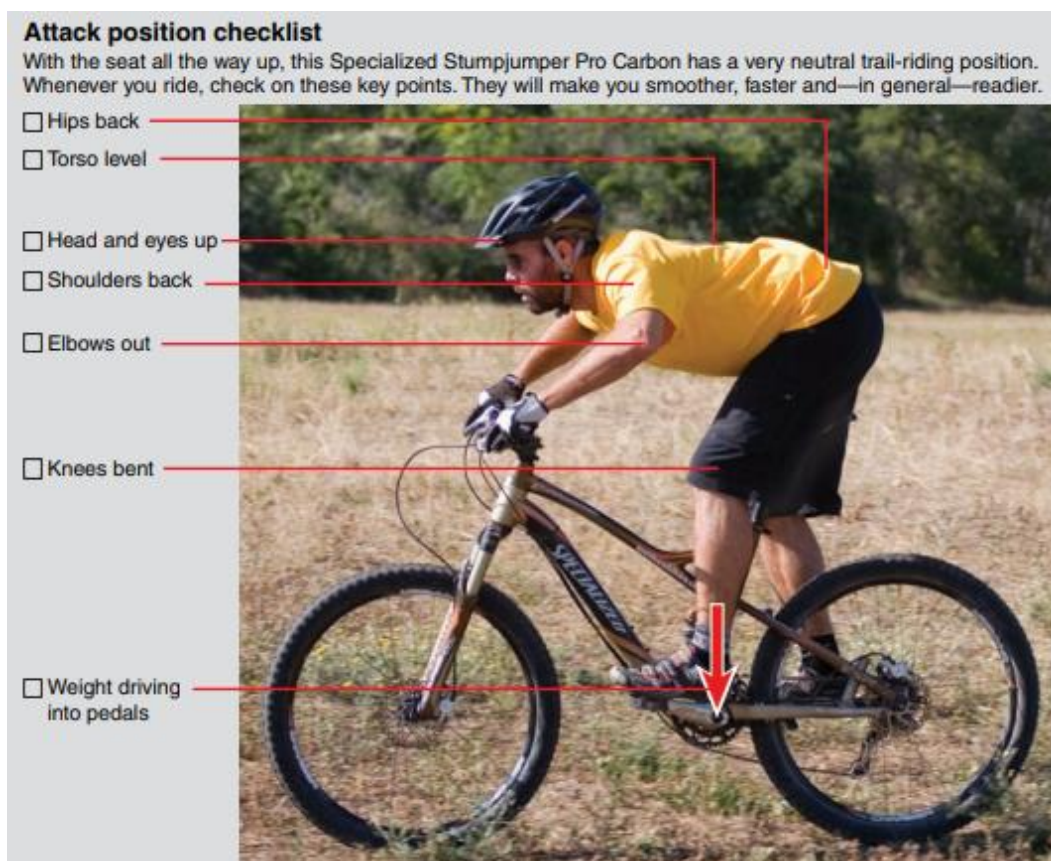 Attack position checklist
With the seat all the way up, this Specialized Stumpjumper Pro Carbon has a very neutral trail-riding position.
Whenever you ride, check on these key points. They will make you smoother, faster and—in general—readier.
Hips back
Torso level
Head and eyes up
Shoulders back
Elbows out
Knees bent
SPECIALIZED
Weight driving
into pedals